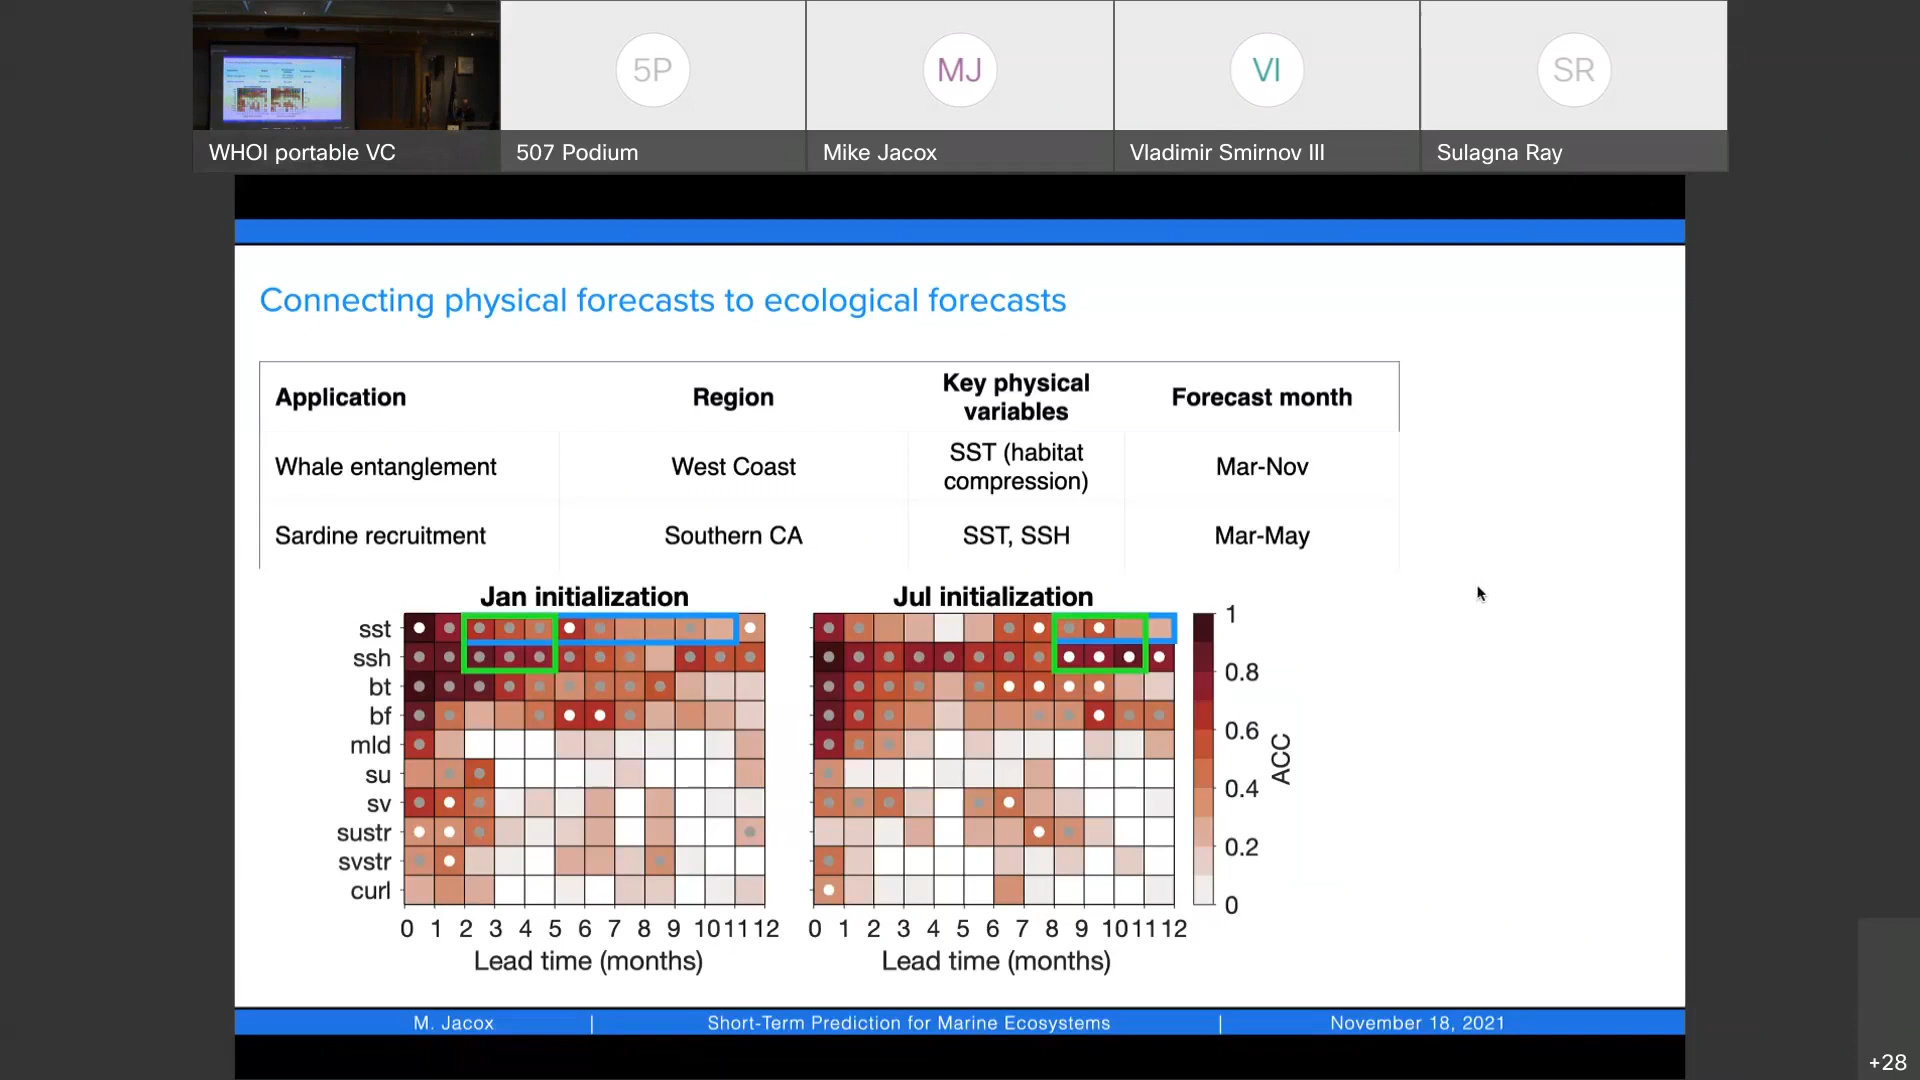 5P
MJ
VI
SR
WHOI portable VC
507 Podium
Mike Jacox
Vladimir Smirnov III
Sulagna Ray
Connecting physical forecasts to ecological forecasts
Application
Region
Key physical
variables
Forecast month
Whale entanglement
West Coast
SST (habitat
compression)
Mar-Nov
Sardine recruitment
Southern CA
SST, SSH
Mar-May
Jan initialization
Jul initialization
sst
ssh
bt
bf
mld
su
sv
sustr
svstr
curl
0 1 2 3 4 5 6 7 8 9 10 11 12
Lead time (months)
0 1 2 3 4 5 6 7 8 9 10 11 12
Lead time (months)
1
0.8
0.6
0.4
0.2
0
ACC
M. Jacox | Short-Term Prediction for Marine Ecosystems | November 18, 2021
+28